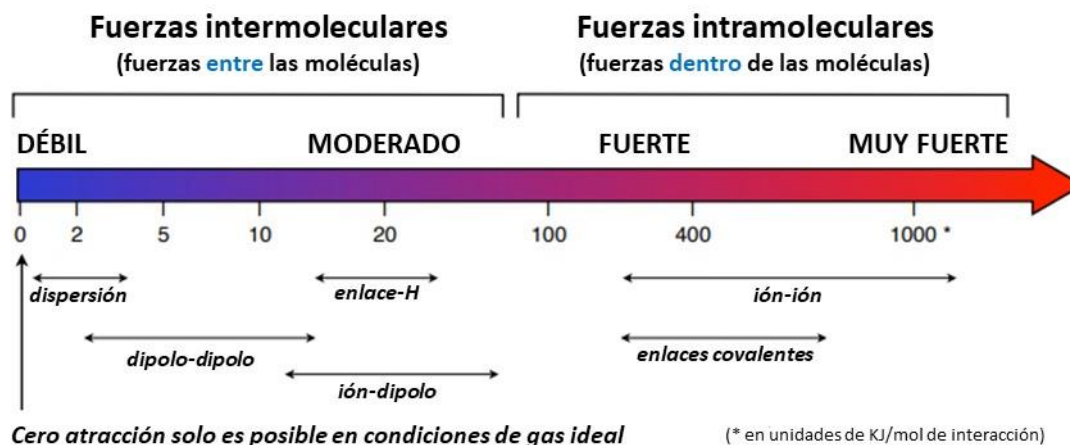 Fuerzas intermoleculares
(fuerzas entre las moléculas)
Fuerzas intramoleculares
(fuerzas dentro de las moléculas)
DÉBIL MODERADO FUERTE MUY FUERTE
0 2 5 10 20 100 400 1000 *
dispersión enlace-H ión-ión
dipolo-dipolo enlaces covalentes
ión-dipolo
Cero atracción solo es posible en condiciones de gas ideal
(* en unidades de KJ/mol de interacción)